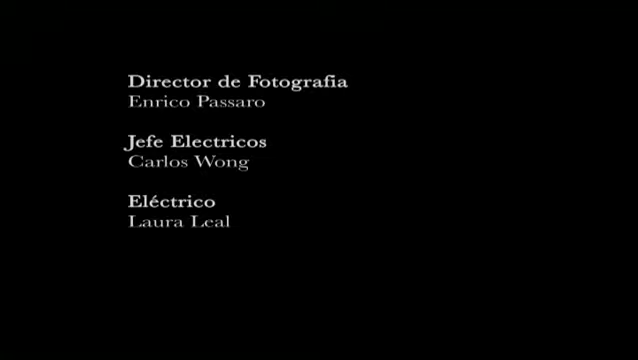 Director de Fotografia
Enrico Passaro
Jefe Electricos
Carlos Wong
Eléctrico
Laura Leal